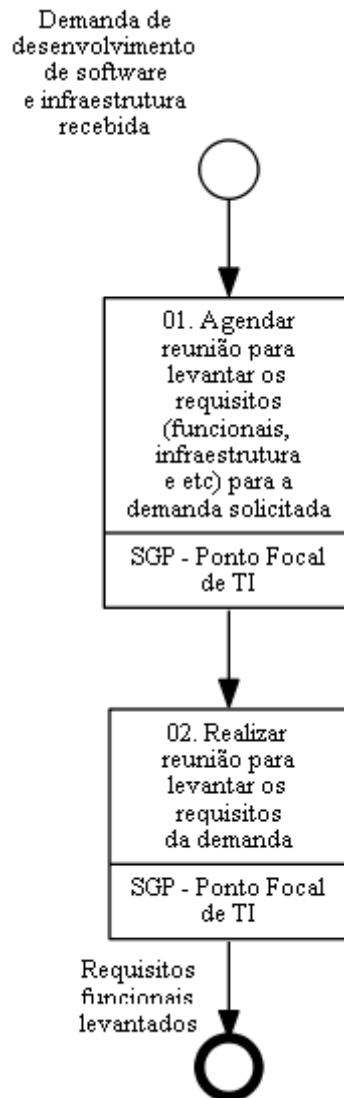 Demanda de
desenvolvimento
de software
e infraestrutura
recebida
01. Agendar
reunião para
levantar os
requisitos
(funcionais,
infraestrutura
e etc) para a
demanda solicitada
SGP - Ponto Focal
de TI
02. Realizar
reunião para
levantar os
requisitos
da demanda
SGP - Ponto Focal
de TI
Requisitos
funcionais
levantados